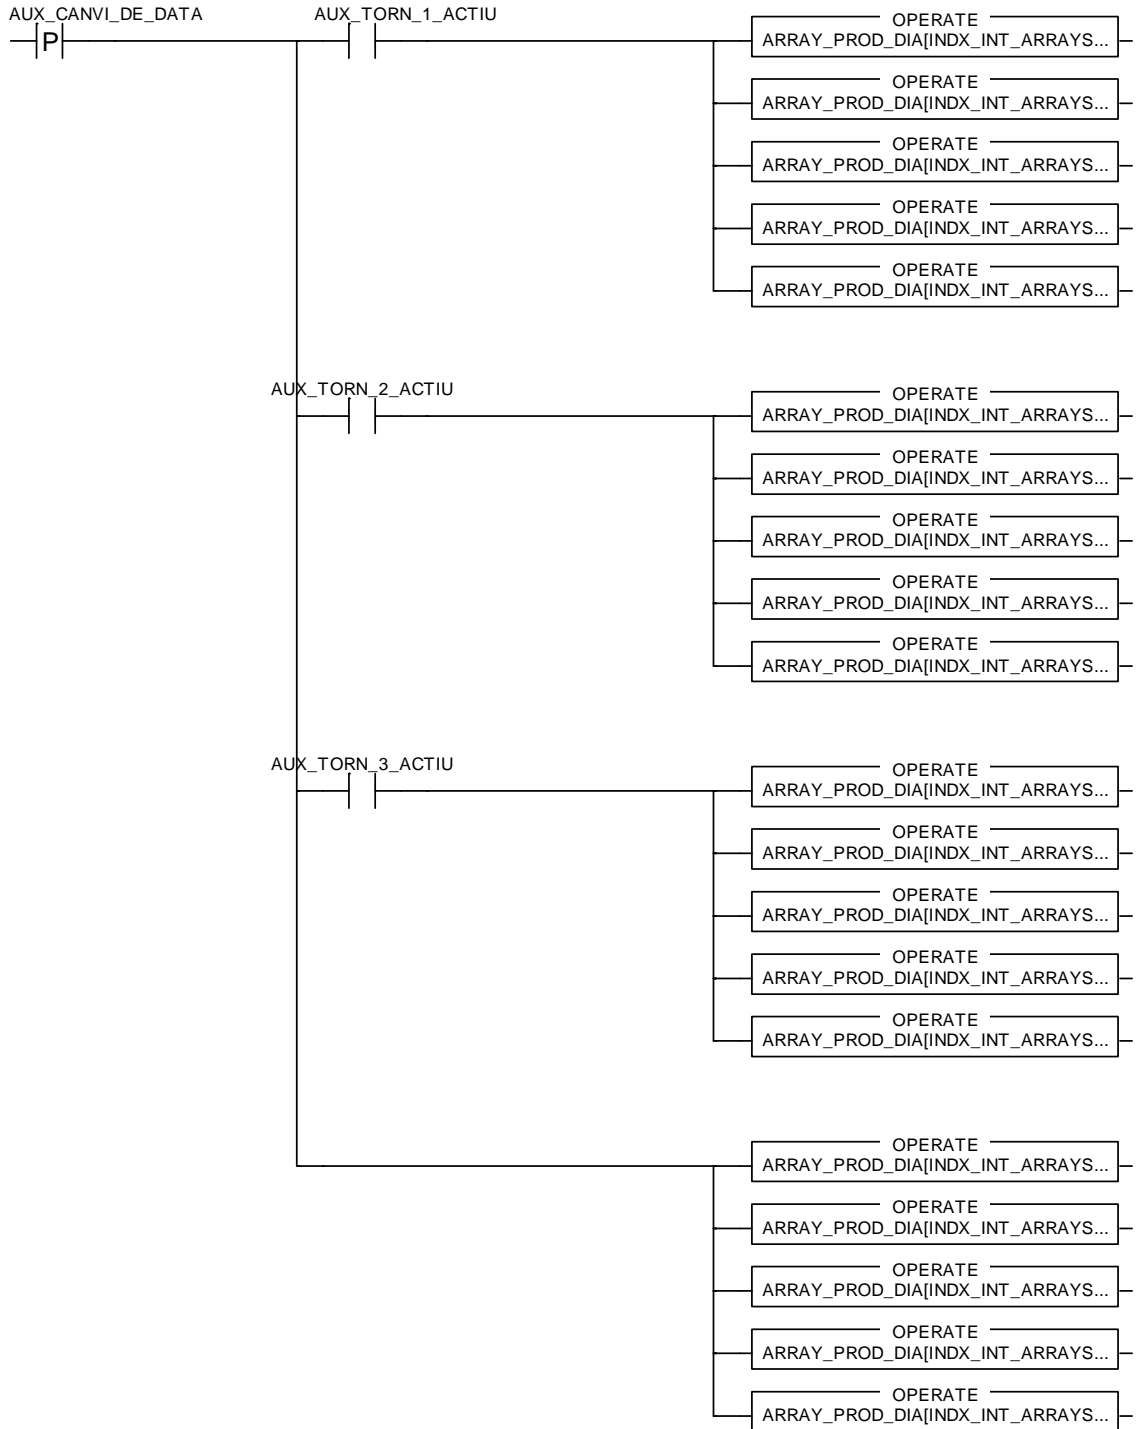 AUX_CANVI_DE_DATA AUX_TORN_1_ACTIU OPERATE
P ARRAY_PROD_DIA[INDX_INT_ARRAYS...
OPERATE
ARRAY_PROD_DIA[INDX_INT_ARRAYS...
OPERATE
ARRAY_PROD_DIA[INDX_INT_ARRAYS...
OPERATE
ARRAY_PROD_DIA[INDX_INT_ARRAYS...
OPERATE
ARRAY_PROD_DIA[INDX_INT_ARRAYS...
AUX_TORN_2_ACTIU OPERATE
ARRAY_PROD_DIA[INDX_INT_ARRAYS...
OPERATE
ARRAY_PROD_DIA[INDX_INT_ARRAYS...
OPERATE
ARRAY_PROD_DIA[INDX_INT_ARRAYS...
OPERATE
ARRAY_PROD_DIA[INDX_INT_ARRAYS...
OPERATE
ARRAY_PROD_DIA[INDX_INT_ARRAYS...
AUX_TORN_3_ACTIU OPERATE
ARRAY_PROD_DIA[INDX_INT_ARRAYS...
OPERATE
ARRAY_PROD_DIA[INDX_INT_ARRAYS...
OPERATE
ARRAY_PROD_DIA[INDX_INT_ARRAYS...
OPERATE
ARRAY_PROD_DIA[INDX_INT_ARRAYS...
OPERATE
ARRAY_PROD_DIA[INDX_INT_ARRAYS...
OPERATE
ARRAY_PROD_DIA[INDX_INT_ARRAYS...
OPERATE
ARRAY_PROD_DIA[INDX_INT_ARRAYS...
OPERATE
ARRAY_PROD_DIA[INDX_INT_ARRAYS...
OPERATE
ARRAY_PROD_DIA[INDX_INT_ARRAYS...
OPERATE
ARRAY_PROD_DIA[INDX_INT_ARRAYS...